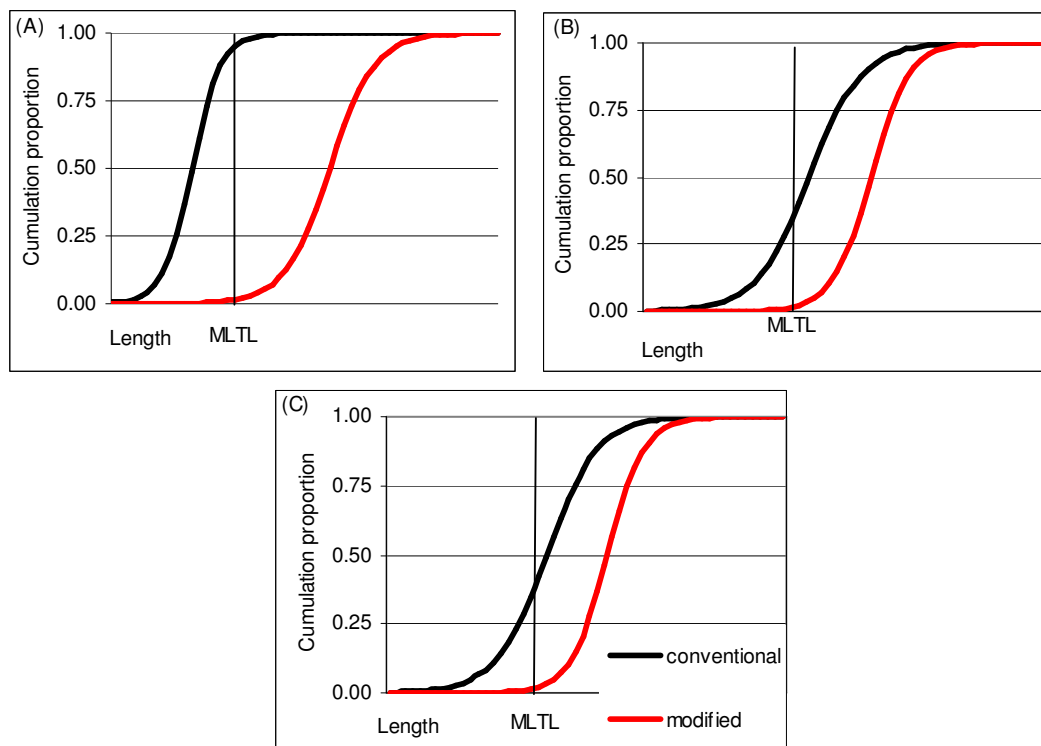 (A)
Cumulation proportion
1.00
0.75
0.50
0.25
0.00
Length
MLTL
(B)
Cumulation proportion
1.00
0.75
0.50
0.25
0.00
MLTL
Length
(C)
Cumulation proportion
1.00
0.75
0.50
0.25
0.00
Length
MLTL
conventional
modified